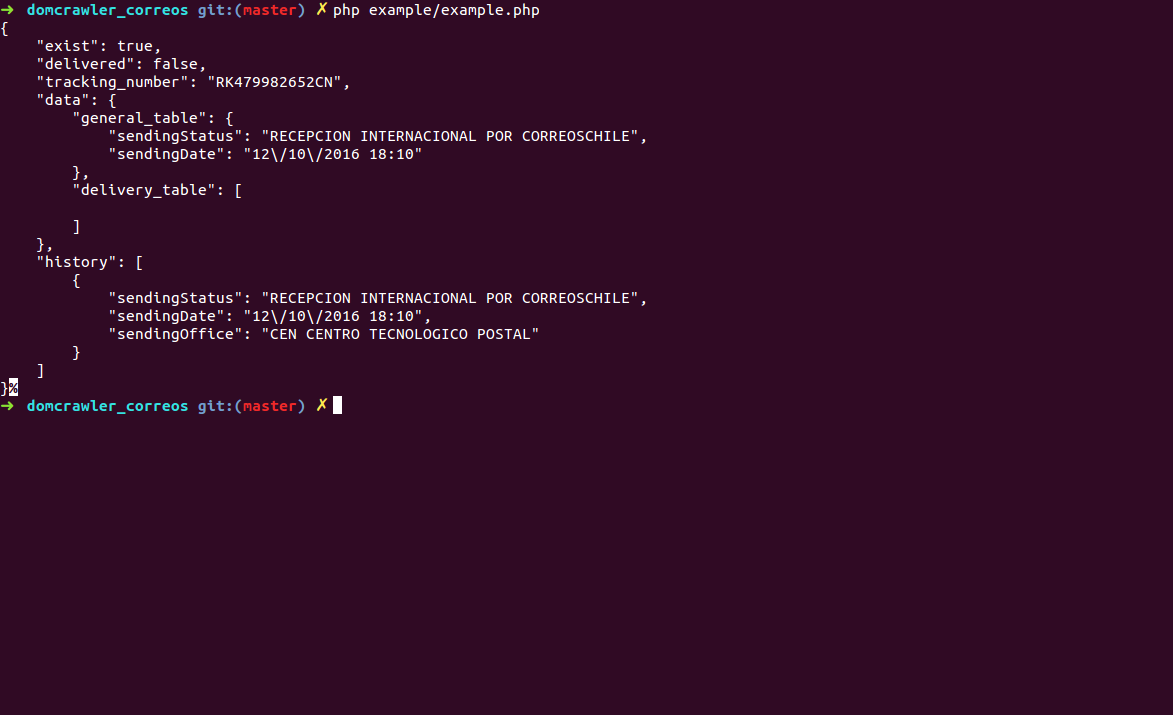 ➜  domcrawler_correos git:(master) ✗ php example/example.php
{
    "exist": true,
    "delivered": false,
    "tracking_number": "RK479982652CN",
    "data": {
        "general_table": {
            "sendingStatus": "RECEPCION INTERNACIONAL POR CORREOSCHILE",
            "sendingDate": "12\/10\/2016 18:10"
        },
        "delivery_table": [

        ]
    },
    "history": [
        {
            "sendingStatus": "RECEPCION INTERNACIONAL POR CORREOSCHILE",
            "sendingDate": "12\/10\/2016 18:10",
            "sendingOffice": "CEN CENTRO TECNOLOGICO POSTAL"
        }
    ]
}%
➜  domcrawler_correos git:(master) ✗